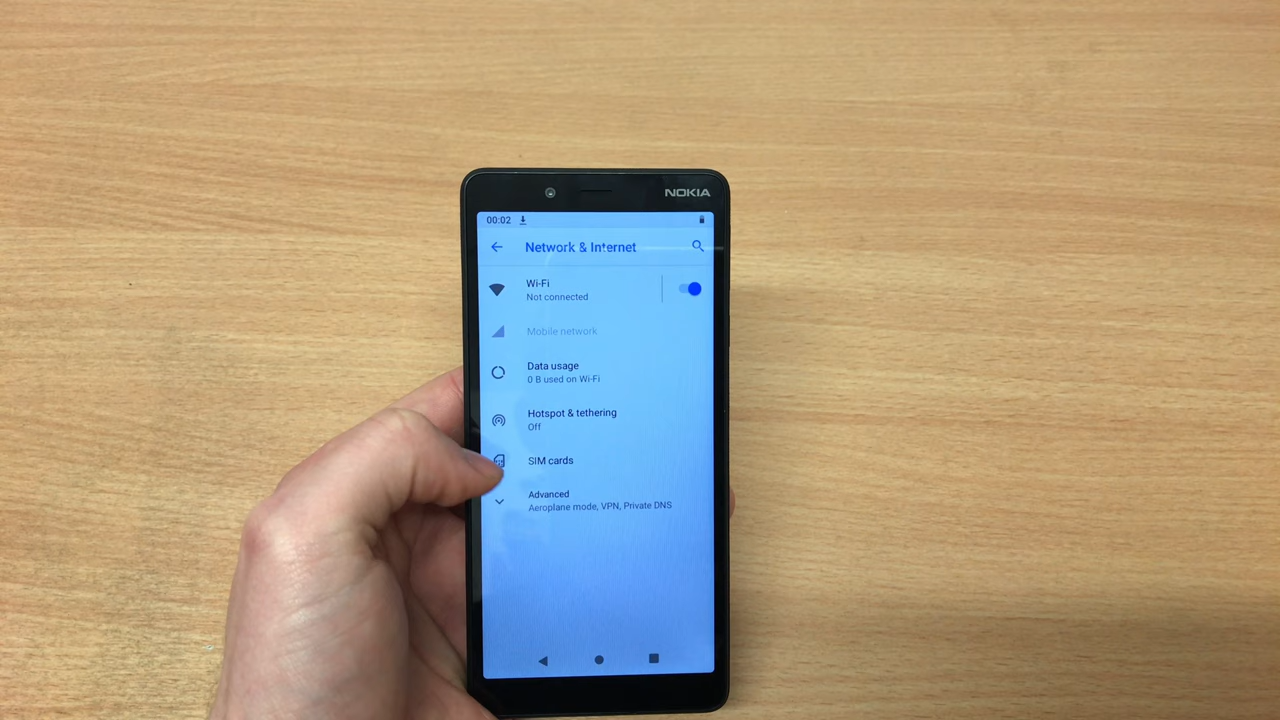 NOKIA
00:02
Network & Internet
Wi-Fi
Not connected
Mobile network
Data usage
0 B used on Wi-Fi
Hotspot & tethering
Off
SIM cards
Advanced
Aeroplane mode, VPN, Private DNS